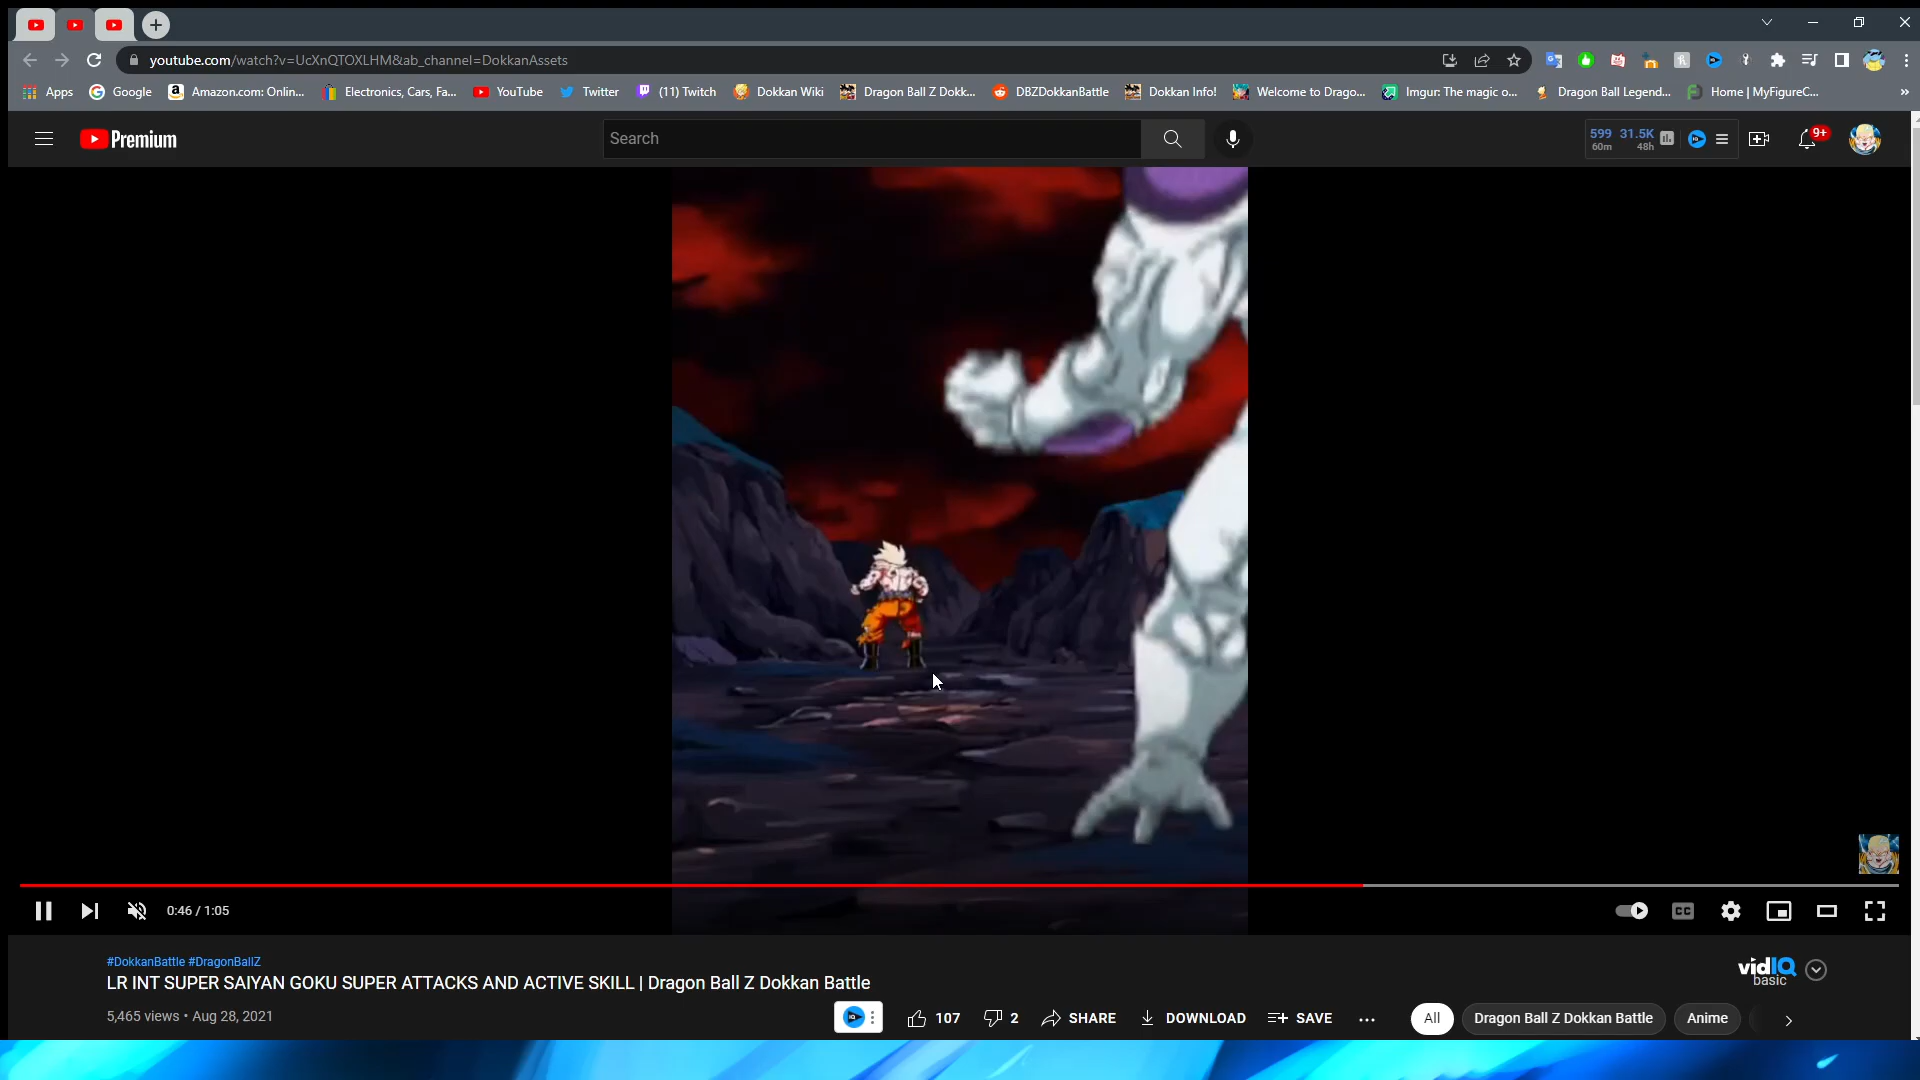 youtube.com/watch?v=UcXnQTOXLHM&ab_channel=DokkanAssets
Apps Google Amazon.com: Onlin... Electronics, Cars, Fa... YouTube Twitter (11) Twitch Dokkan Wiki Dragon Ball Z Dokk... DBZDokkanBattle Dokkan Info! Welcome to Drago... Imgur: The magic o... Dragon Ball Legend... Home | MyFigureC... »
Premium
Search
599 31.5K
60m 48h
9+
0:46 / 1:05
CC
#DokkanBattle #DragonBallZ
LR INT SUPER SAIYAN GOKU SUPER ATTACKS AND ACTIVE SKILL | Dragon Ball Z Dokkan Battle
vidIQ
basic
5,465 views • Aug 28, 2021
107 2 SHARE DOWNLOAD SAVE ...
All Dragon Ball Z Dokkan Battle Anime